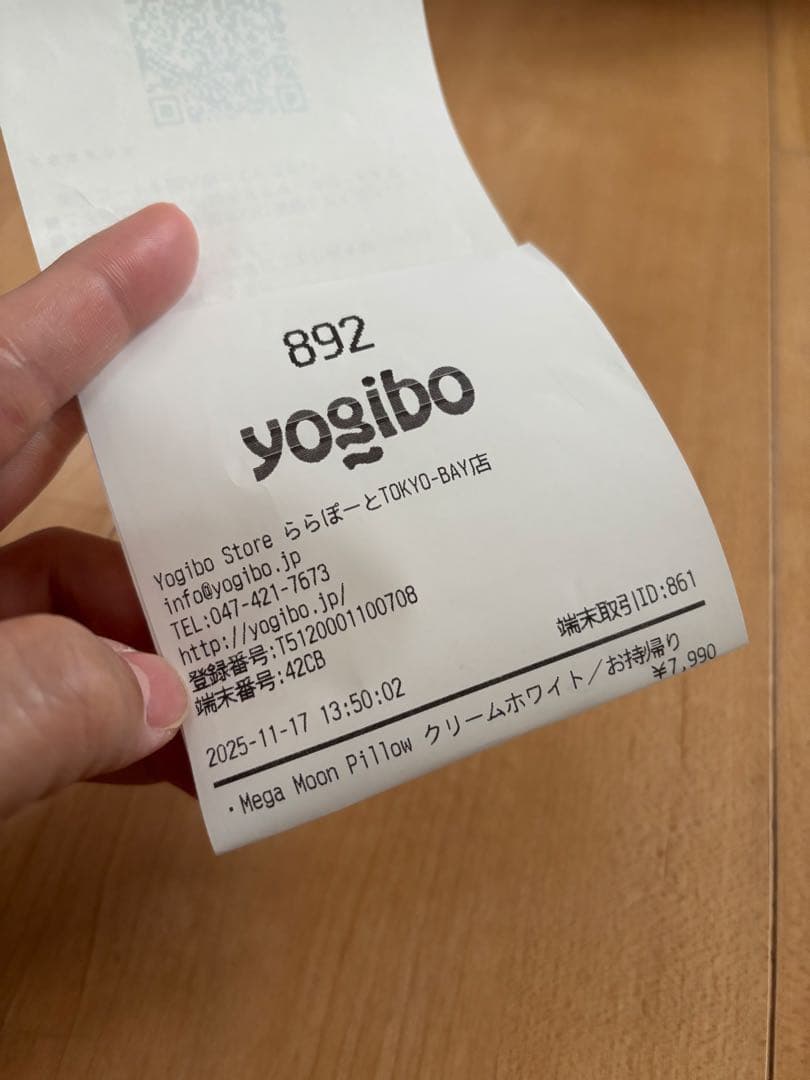 892
yogibo
Yogibo Store ららぽーとTOKYO-BAY店
info@yogibo.jp
TEL:047-421-7673
http://yogibo.jp/
登録番号:T5120001100708
端末番号:42CB
端末取引ID:861
2025-11-17 13:50:02
・Mega Moon Pillow クリームホワイト／お持帰り
¥7,990